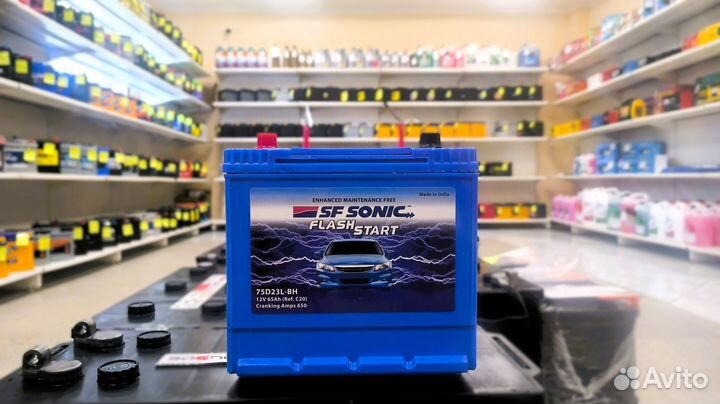 ENHANCED MAINTENANCE FREE
Made in India
SF SONIC™
FLASH START
75D23L-BH
12V 65Ah (Ref. C20)
Cranking Amps 650
Avito